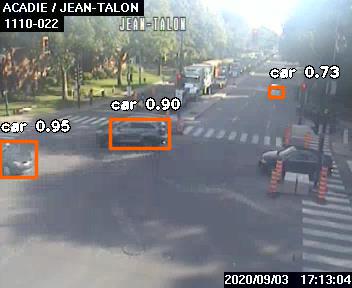 ACADIE / JEAN-TALON
1110-022
JEAN-TALON
car 0.73
car 0.90
car 0.95
2020/09/03 17:13:04